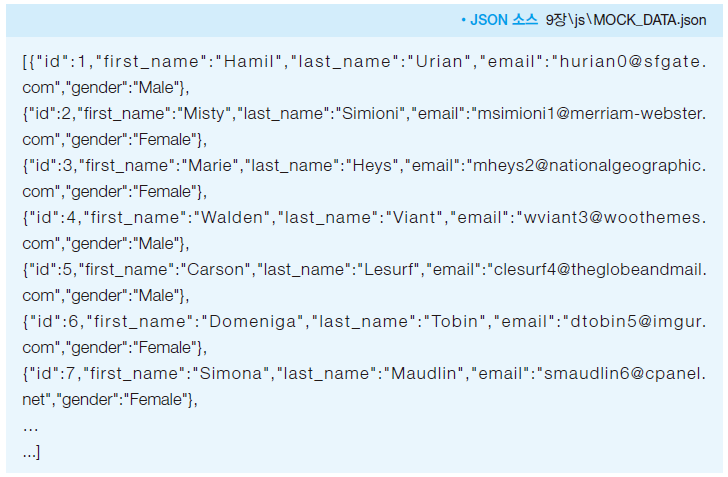 • JSON 소스 9장\js\MOCK_DATA.json
[{"id":1,"first_name":"Hamil","last_name":"Urian","email":"hurian0@sfgate.
com","gender":"Male"},
{"id":2,"first_name":"Misty","last_name":"Simioni","email":"msimioni1@merriam-webster.
com","gender":"Female"},
{"id":3,"first_name":"Marie","last_name":"Heys","email":"mheys2@nationalgeographic.
com","gender":"Female"},
{"id":4,"first_name":"Walden","last_name":"Viant","email":"wviant3@woothemes.
com","gender":"Male"},
{"id":5,"first_name":"Carson","last_name":"Lesurf","email":"clesurf4@theglobeandmail.
com","gender":"Male"},
{"id":6,"first_name":"Domeniga","last_name":"Tobin","email":"dtobin5@imgur.
com","gender":"Female"},
{"id":7,"first_name":"Simona","last_name":"Maudlin","email":"smaudlin6@cpanel.
net","gender":"Female"},
…
…]